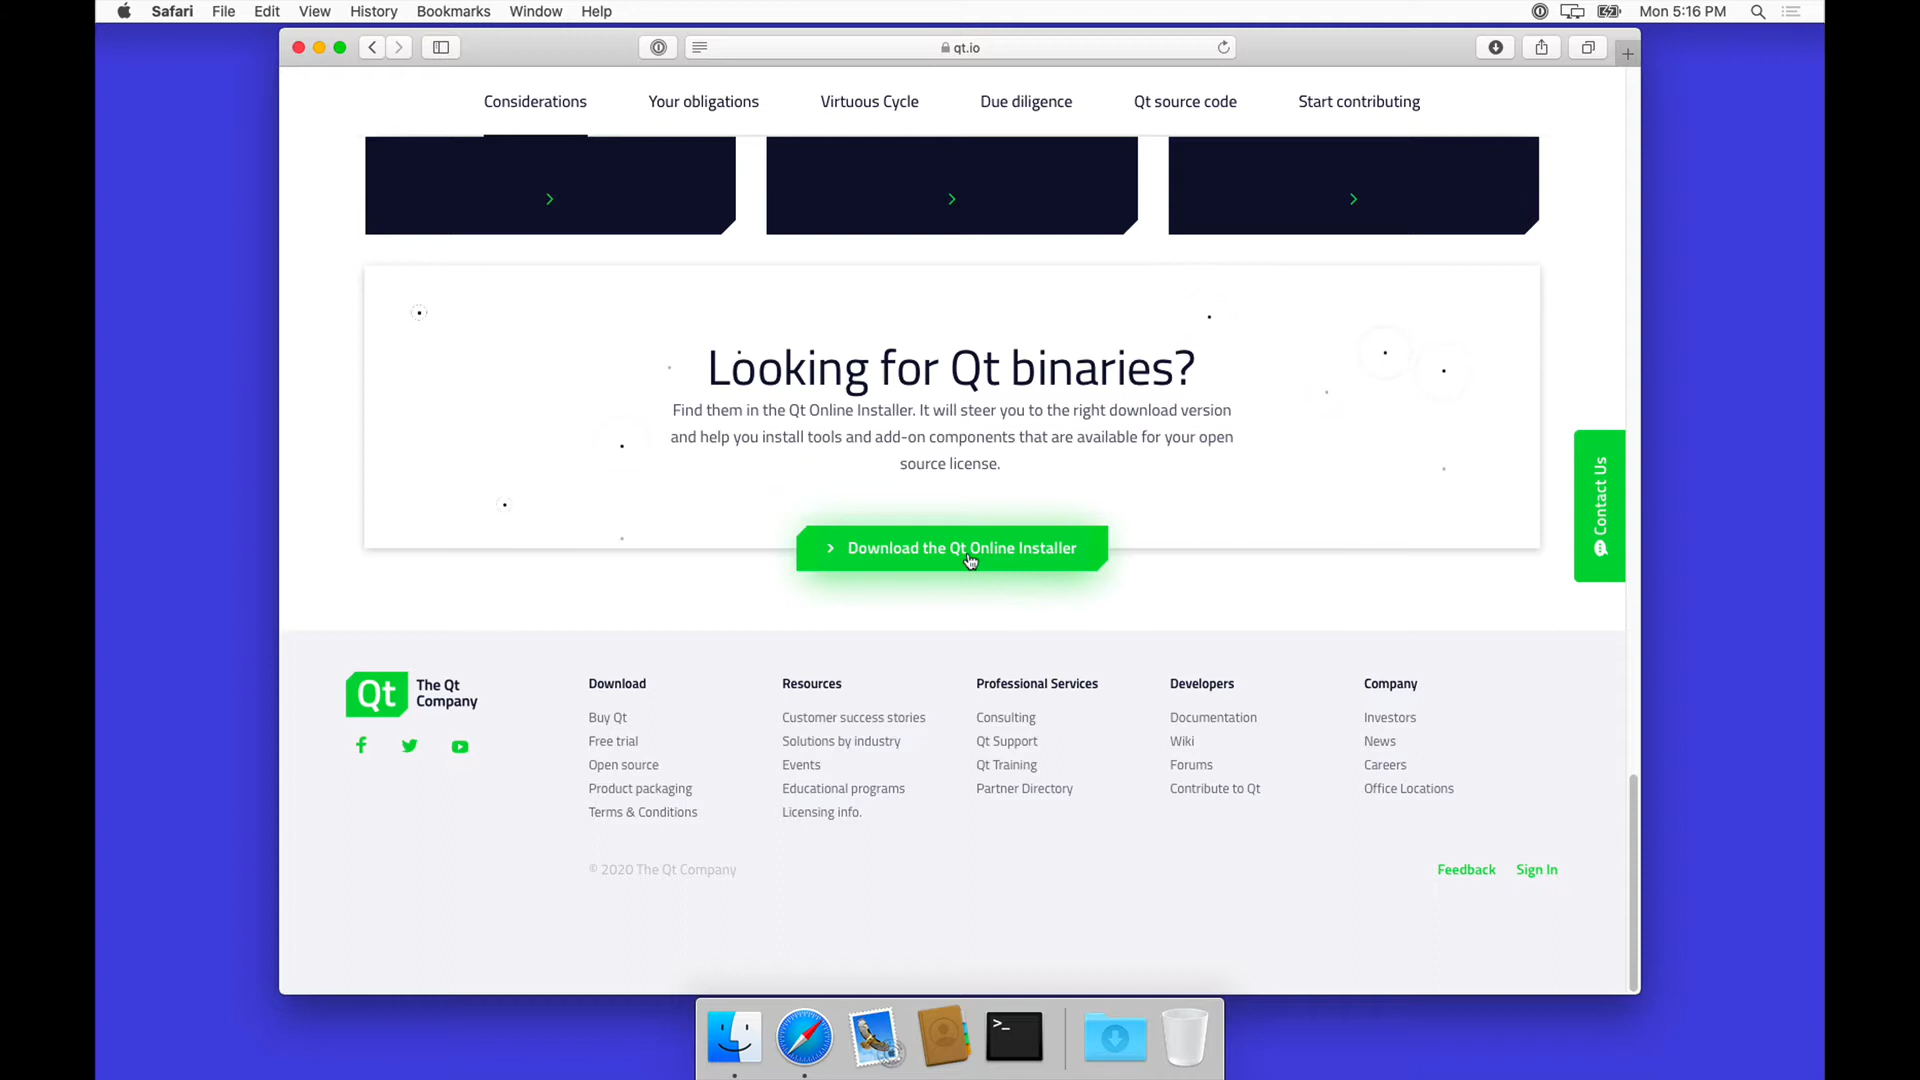 Safari File Edit View History Bookmarks Window Help Mon 5:16 PM
qt.io
Considerations Your obligations Virtuous Cycle Due diligence Qt source code Start contributing
Looking for Qt binaries?
Find them in the Qt Online Installer. It will steer you to the right download version
and help you install tools and add-on components that are available for your open
source license.
Contact Us
Download the Qt Online Installer
Qt The Qt
Company
Download
Buy Qt
Free trial
Open source
Product packaging
Terms & Conditions
Resources
Customer success stories
Solutions by industry
Events
Educational programs
Licensing info.
Professional Services
Consulting
Qt Support
Qt Training
Partner Directory
Developers
Documentation
Wiki
Forums
Contribute to Qt
Company
Investors
News
Careers
Office Locations
© 2020 The Qt Company
Feedback Sign In
>_